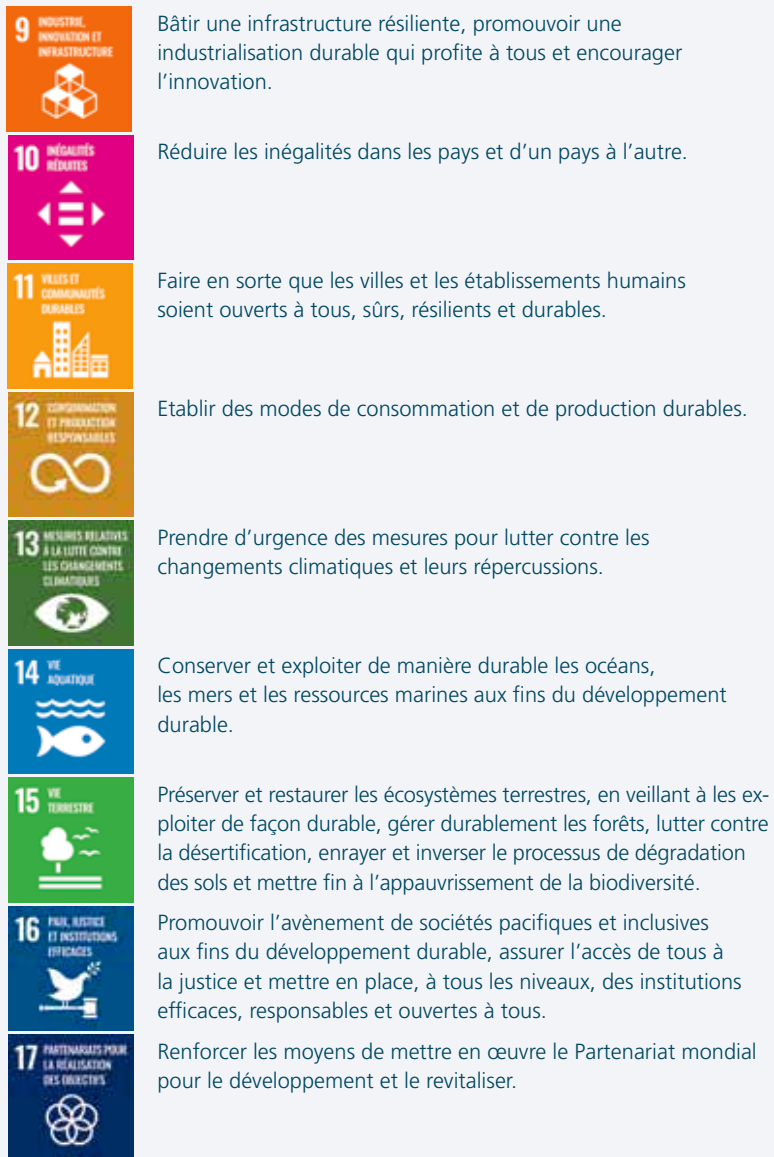 9 INDUSTRIE,
INNOVATION ET
INFRASTRUCTURE
Bâtir une infrastructure résiliente, promouvoir une
industrialisation durable qui profite à tous et encourager
l’innovation.
10 INÉGALITÉS
RÉDUITES
Réduire les inégalités dans les pays et d’un pays à l’autre.
11 VILLES ET
COMMUNAUTÉS
DURABLES
Faire en sorte que les villes et les établissements humains
soient ouverts à tous, sûrs, résilients et durables.
12 CONSOMMATION
ET PRODUCTION
RESPONSABLES
Etablir des modes de consommation et de production durables.
13 MESURES RELATIVES
À LA LUTTE CONTRE
LES CHANGEMENTS
CLIMATIQUES
Prendre d’urgence des mesures pour lutter contre les
changements climatiques et leurs répercussions.
14 VIE
AQUATIQUE
Conserver et exploiter de manière durable les océans,
les mers et les ressources marines aux fins du développement
durable.
15 VIE
TERRESTRE
Préserver et restaurer les écosystèmes terrestres, en veillant à les ex-
ploiter de façon durable, gérer durablement les forêts, lutter contre
la désertification, enrayer et inverser le processus de dégradation
des sols et mettre fin à l’appauvrissement de la biodiversité.
16 PAIX, JUSTICE
ET INSTITUTIONS
EFFICACES
Promouvoir l’avènement de sociétés pacifiques et inclusives
aux fins du développement durable, assurer l’accès de tous à
la justice et mettre en place, à tous les niveaux, des institutions
efficaces, responsables et ouvertes à tous.
17 PARTENARIATS POUR
LA RÉALISATION
DES OBJECTIFS
Renforcer les moyens de mettre en œuvre le Partenariat mondial
pour le développement et le revitaliser.